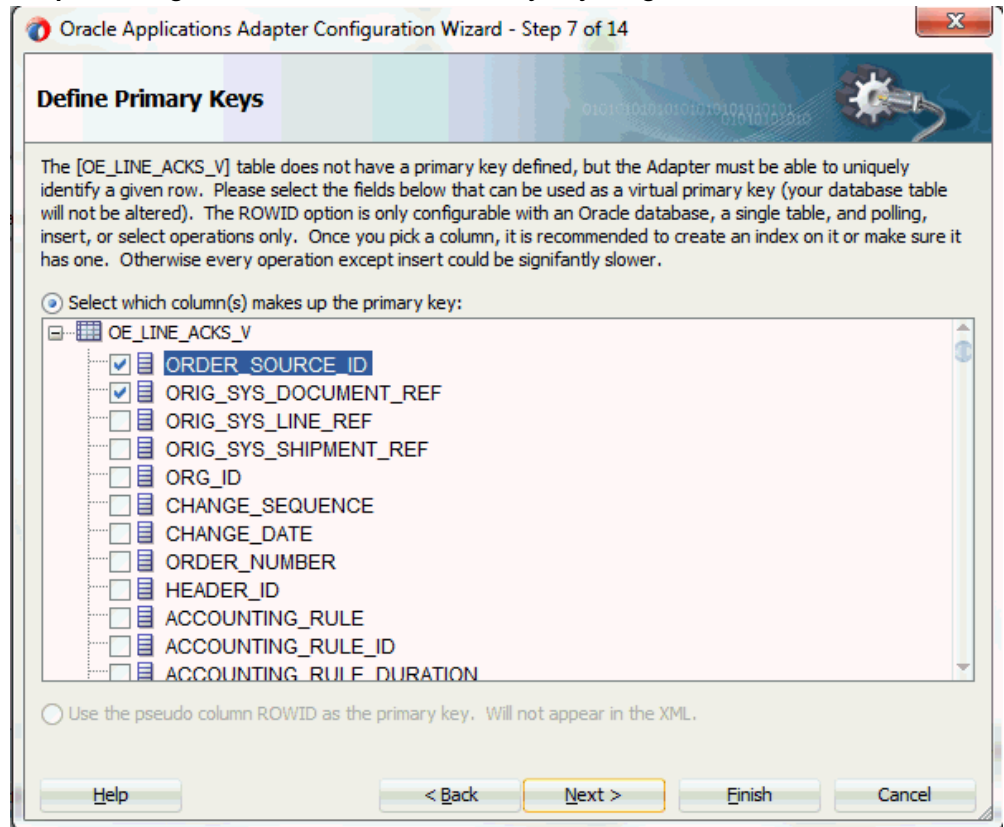 Oracle Applications Adapter Configuration Wizard - Step 7 of 14
Define Primary Keys
The [OE_LINE_ACKS_V] table does not have a primary key defined, but the Adapter must be able to uniquely
identify a given row. Please select the fields below that can be used as a virtual primary key (your database table
will not be altered). The ROWID option is only configurable with an Oracle database, a single table, and polling,
insert, or select operations only. Once you pick a column, it is recommended to create an index on it or make sure it
has one. Otherwise every operation except insert could be signifantly slower.
Select which column(s) makes up the primary key:
OE_LINE_ACKS_V
ORDER_SOURCE_ID
ORIG_SYS_DOCUMENT_REF
ORIG_SYS_LINE_REF
ORIG_SYS_SHIPMENT_REF
ORG_ID
CHANGE_SEQUENCE
CHANGE_DATE
ORDER_NUMBER
HEADER_ID
ACCOUNTING_RULE
ACCOUNTING_RULE_ID
ACCOUNTING_RULE_DURATION
Use the pseudo column ROWID as the primary key. Will not appear in the XML.
Help
< Back
Next >
Finish
Cancel